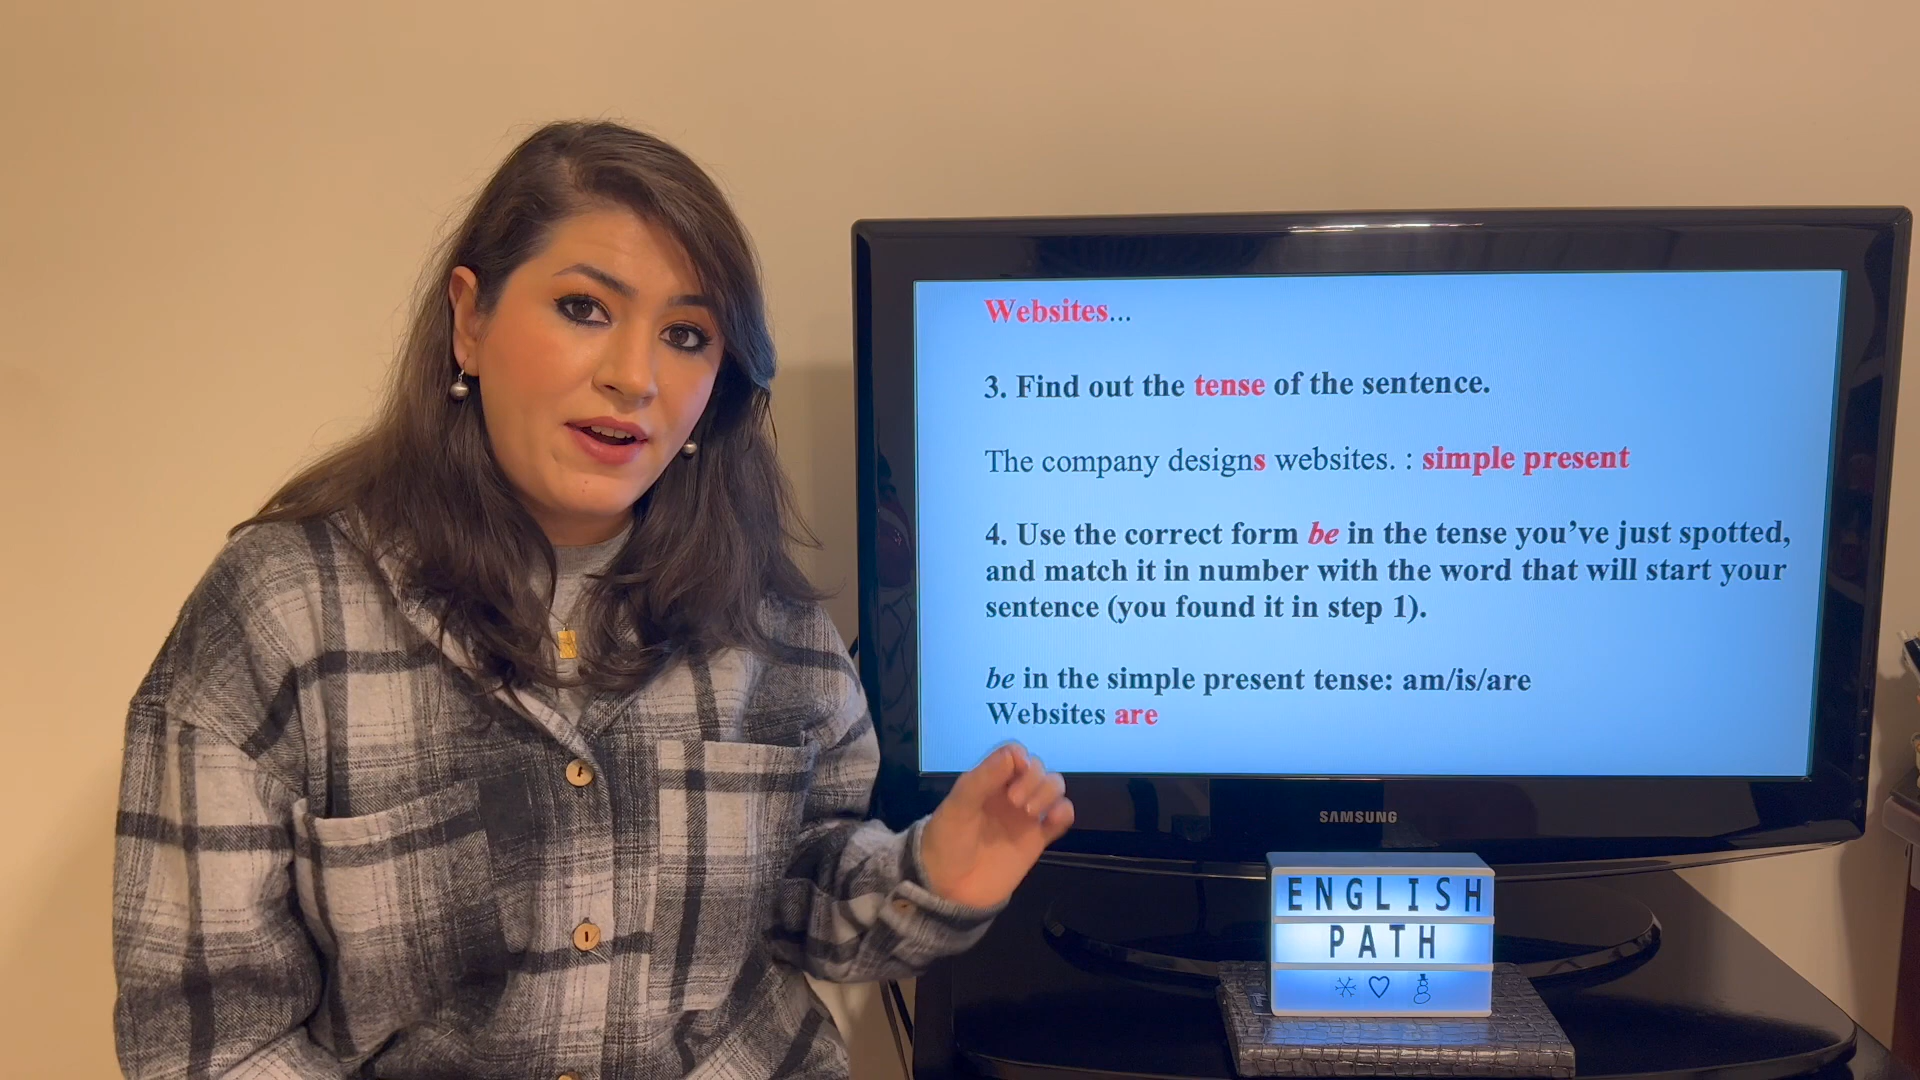 Websites...
3. Find out the tense of the sentence.
The company designs websites. : simple present
4. Use the correct form be in the tense you’ve just spotted,
and match it in number with the word that will start your
sentence (you found it in step 1).
be in the simple present tense: am/is/are
Websites are
SAMSUNG
ENGLISH
PATH